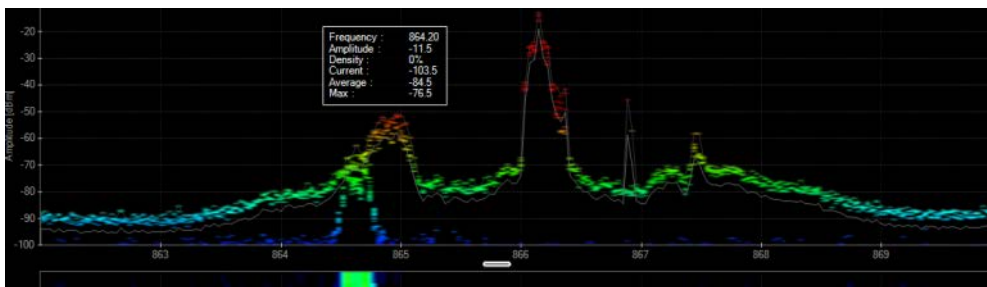 -20
-30
-40
-50
-60
-70
-80
-90
-100
Amplitude [dBm]
Frequency : 864.20
Amplitude : -11.5
Density : 0%
Current : -103.5
Average : -84.5
Max : -76.5
863 864 865 866 867 868 869